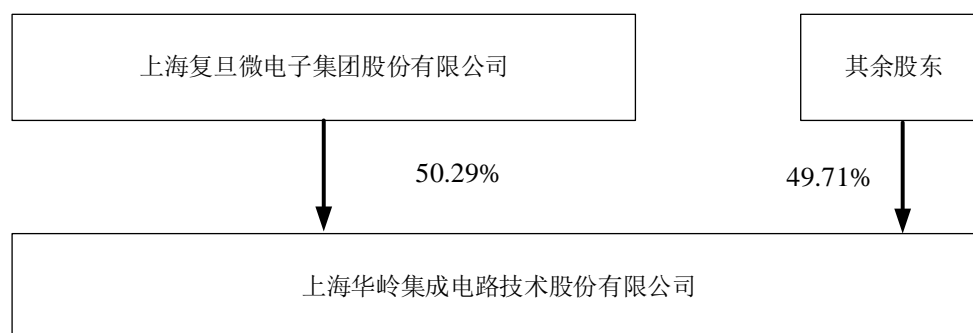 上海复旦微电子集团股份有限公司
其余股东
50.29%
49.71%
上海华岭集成电路技术股份有限公司